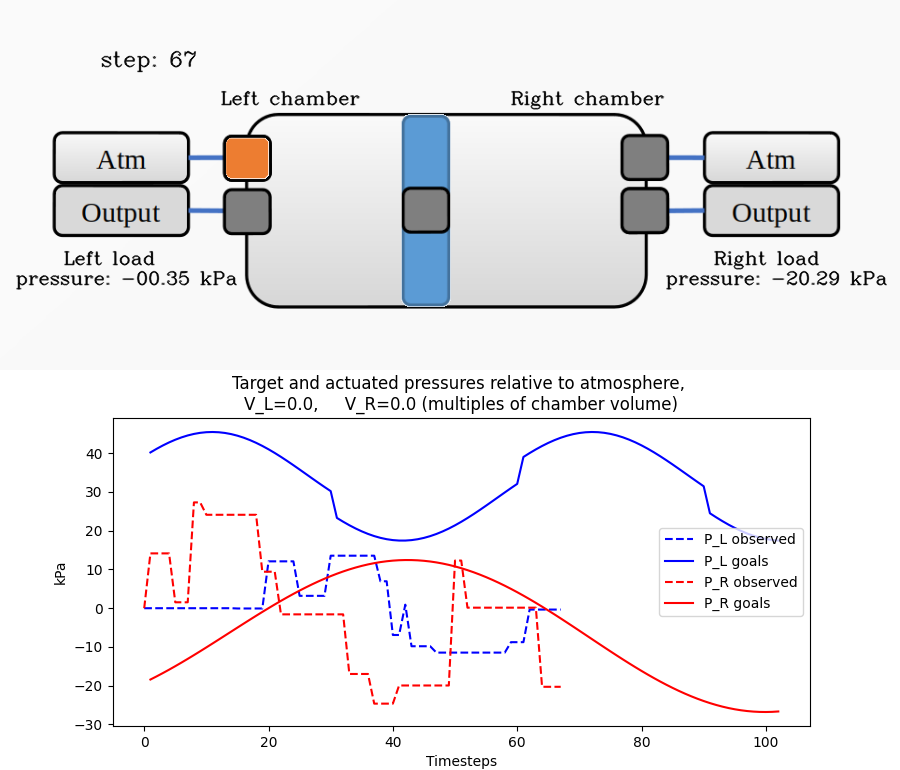 step: 67
Left chamber
Right chamber
Atm
Atm
Output
Output
Left load
pressure: -00.35 kPa
Right load
pressure: -20.29 kPa
Target and actuated pressures relative to atmosphere,
V_L=0.0,     V_R=0.0 (multiples of chamber volume)
kPa
40
30
20
10
0
−10
−20
−30
P_L observed
P_L goals
P_R observed
P_R goals
0
20
40
60
80
100
Timesteps